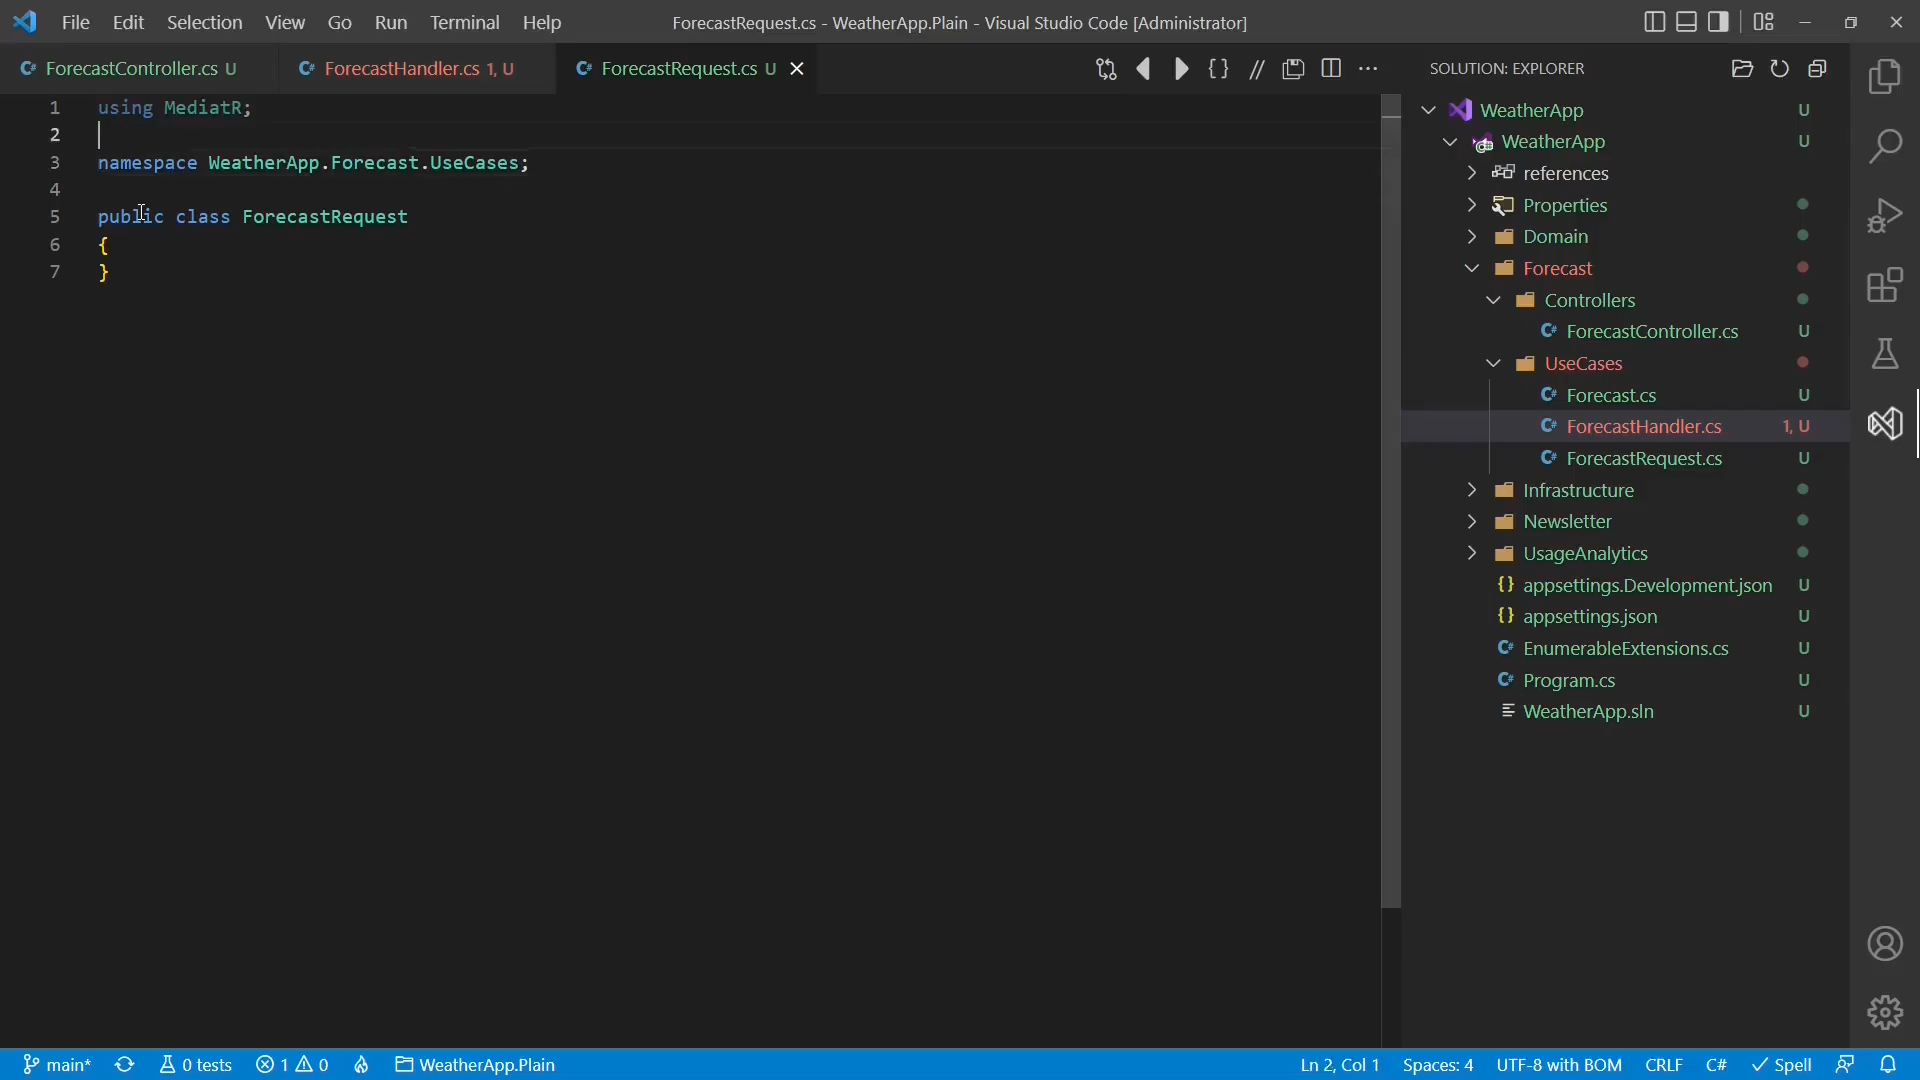 File Edit Selection View Go Run Terminal Help
ForecastRequest.cs - WeatherApp.Plain - Visual Studio Code [Administrator]
ForecastController.cs U
ForecastHandler.cs 1, U
ForecastRequest.cs U
SOLUTION: EXPLORER
1 using MediatR;
2
3 namespace WeatherApp.Forecast.UseCases;
4
5 public class ForecastRequest
6 {
7 }
WeatherApp U
WeatherApp U
references
Properties
Domain
Forecast
Controllers
ForecastController.cs U
UseCases
Forecast.cs U
ForecastHandler.cs 1, U
ForecastRequest.cs U
Infrastructure
Newsletter
UsageAnalytics
{} appsettings.Development.json U
{} appsettings.json U
EnumerableExtensions.cs U
Program.cs U
WeatherApp.sln U
main* 0 tests 1 0 WeatherApp.Plain
Ln 2, Col 1 Spaces: 4 UTF-8 with BOM CRLF C# Spell